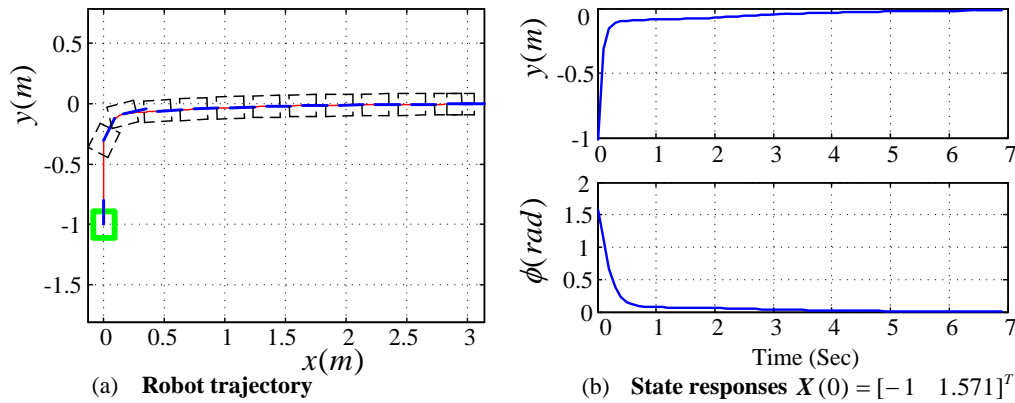 0.5
0
-0.5
-1
-1.5
y(m)
0 0.5 1 1.5 2 2.5 3
x(m)
(a) Robot trajectory
0
-0.5
-1
y(m
0 1 2 3 4 5 6 7
2
1.5
1
0.5
0
ϕ(rad)
0 1 2 3 4 5 6 7
Time (Sec)
(b) State responses X(0) = [−1 1.571]ᵀ